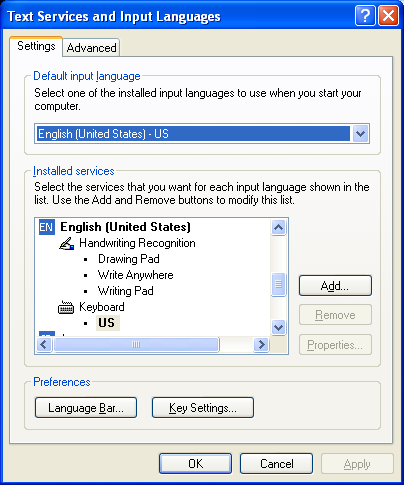 Text Services and Input Languages
Settings Advanced
Default input language
Select one of the installed input languages to use when you start your
computer.
English (United States) - US
Installed services
Select the services that you want for each input language shown in the
list. Use the Add and Remove buttons to modify this list.
EN English (United States)
Handwriting Recognition
• Drawing Pad
• Write Anywhere
• Writing Pad
Keyboard
• US
Add...
Remove
Properties...
Preferences
Language Bar... Key Settings...
OK Cancel Apply